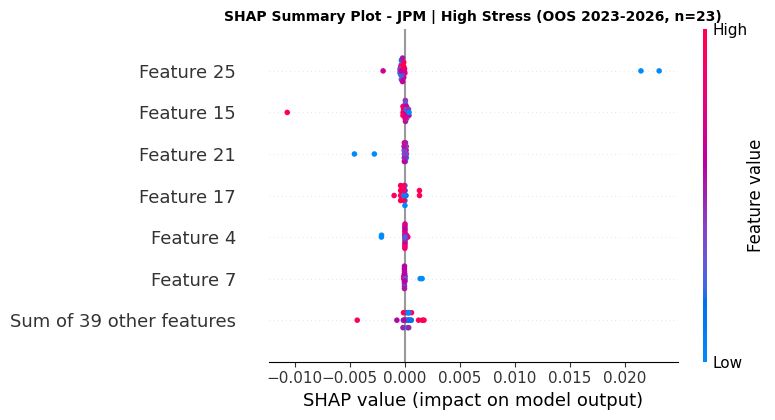 SHAP Summary Plot - JPM | High Stress (OOS 2023-2026, n=23)
High
Feature 25
Feature 15
Feature 21
Feature 17
Feature 4
Feature 7
Sum of 39 other features
Feature value
Low
-0.010 -0.005 0.000 0.005 0.010 0.015 0.020
SHAP value (impact on model output)